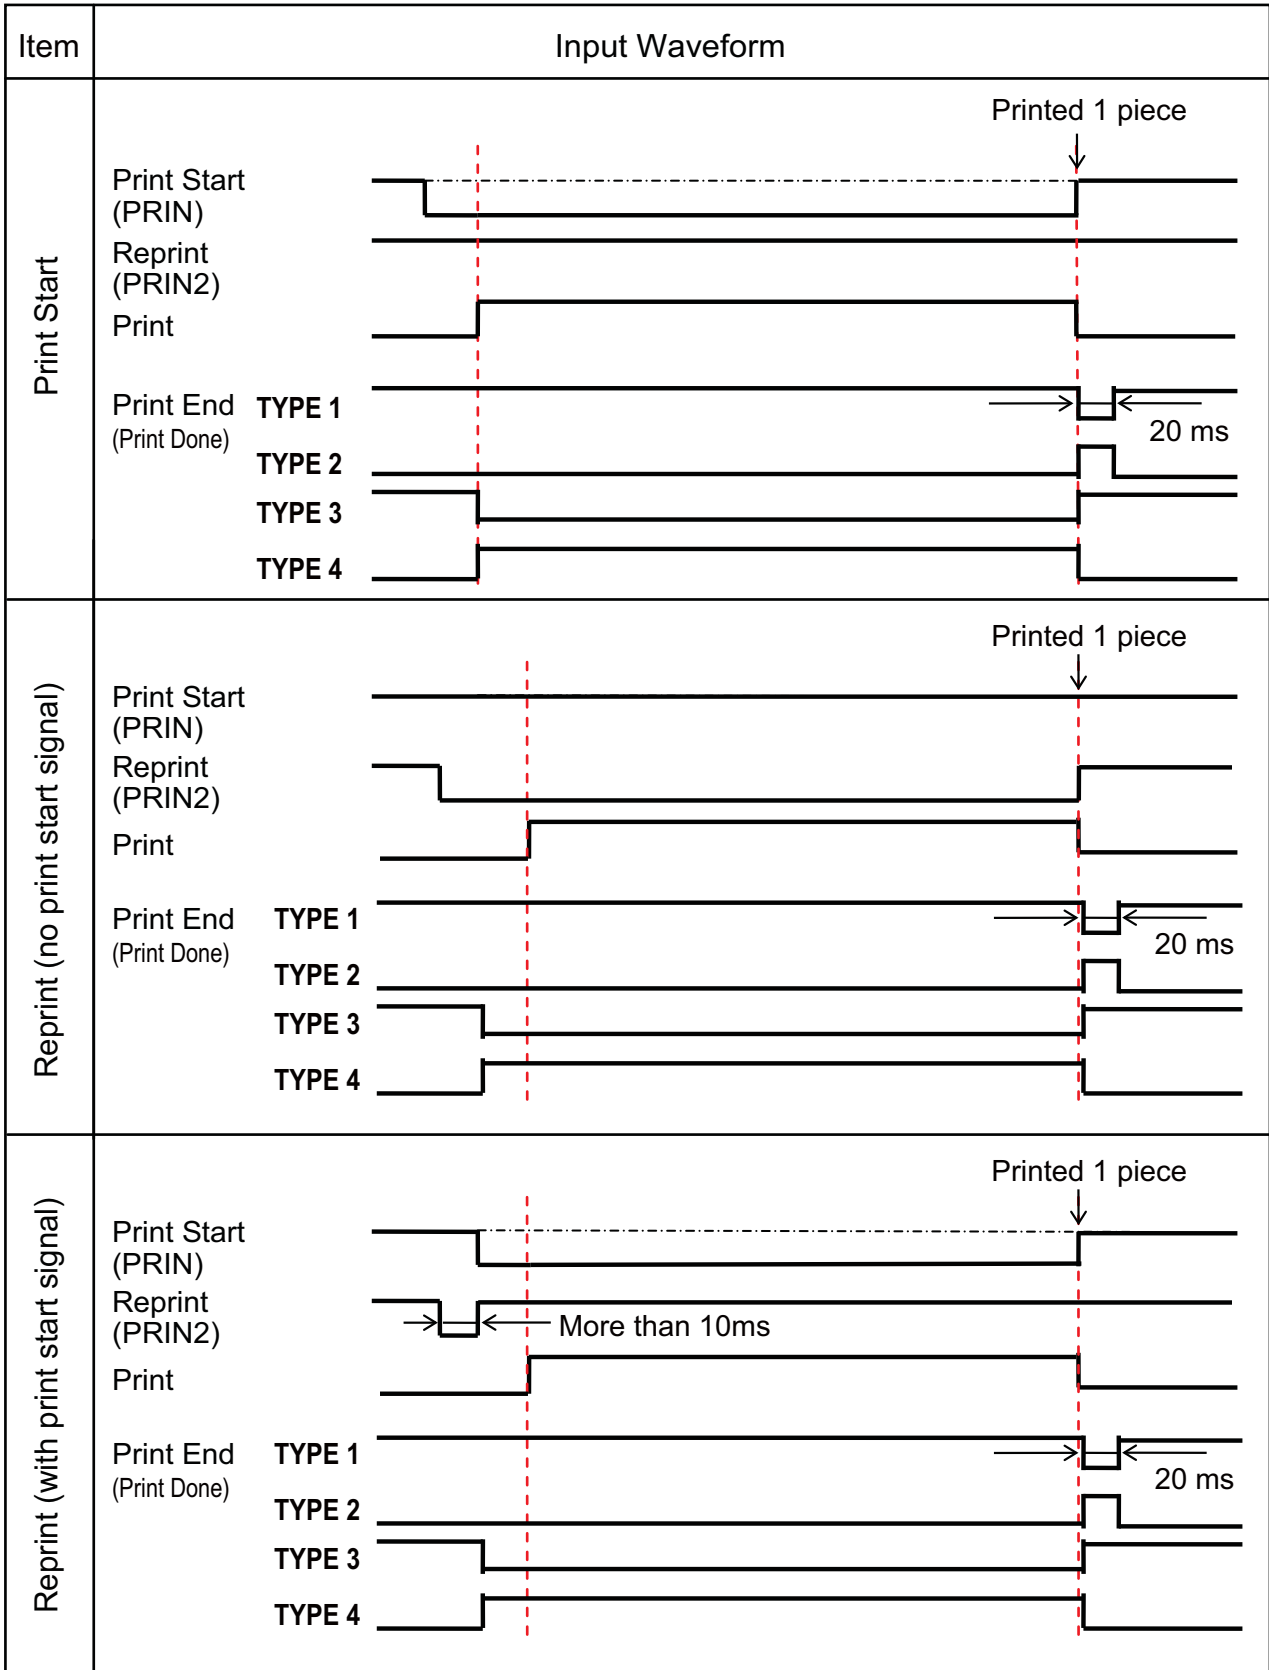 Item
Input Waveform
Print Start
Printed 1 piece
Print Start
(PRIN)
Reprint
(PRIN2)
Print
Print End TYPE 1
(Print Done)
20 ms
TYPE 2
TYPE 3
TYPE 4
Reprint (no print start signal)
Printed 1 piece
Print Start
(PRIN)
Reprint
(PRIN2)
Print
Print End TYPE 1
(Print Done)
20 ms
TYPE 2
TYPE 3
TYPE 4
Reprint (with print start signal)
Printed 1 piece
Print Start
(PRIN)
Reprint
(PRIN2)
More than 10ms
Print
Print End TYPE 1
(Print Done)
20 ms
TYPE 2
TYPE 3
TYPE 4